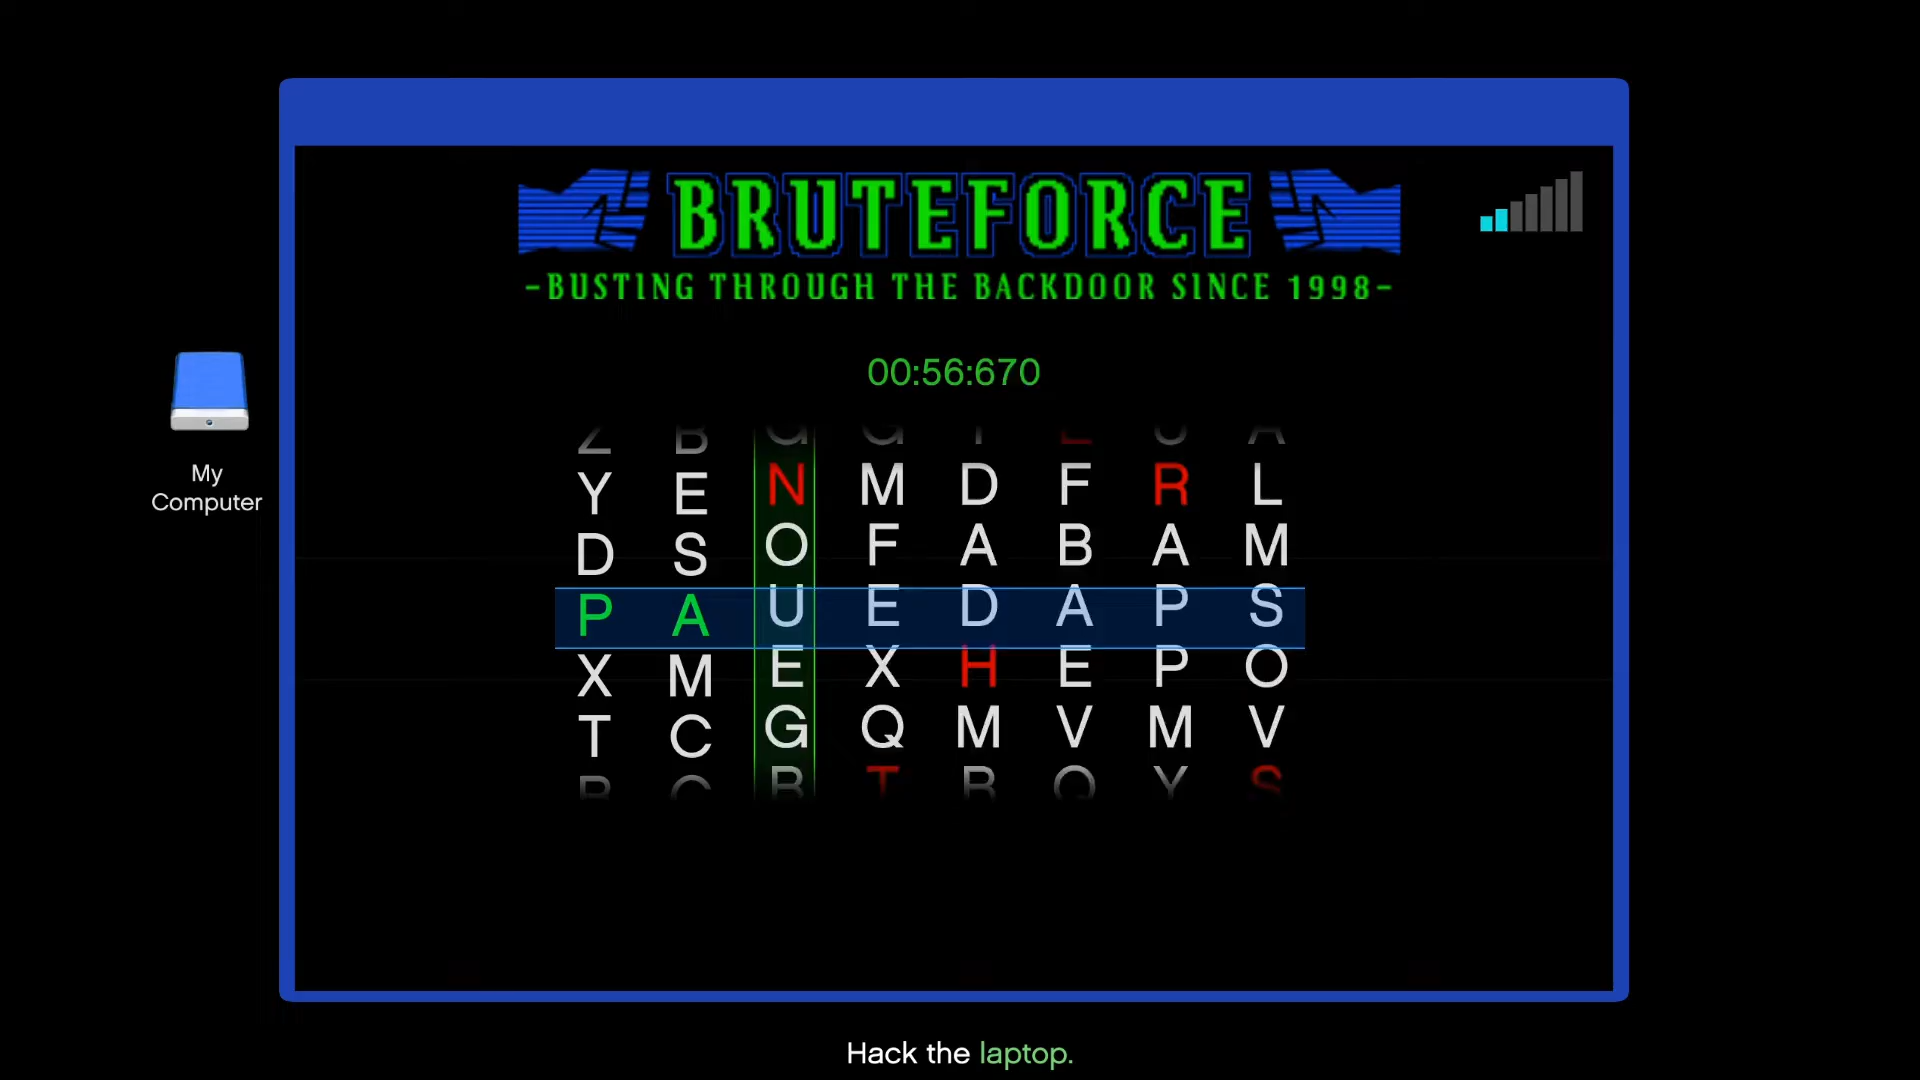 BRUTEFORCE
-BUSTING THROUGH THE BACKDOOR SINCE 1998-
00:56:670
My
Computer
Y E N M D F R L
D S O F A B A M
P A U E D A P S
X M E X H E P O
T C G Q M V M V
Hack the laptop.